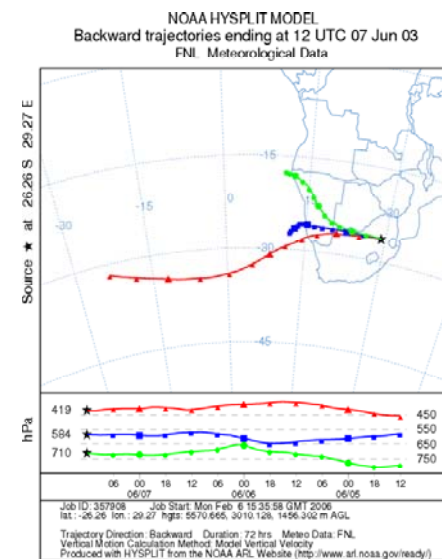 NOAA HYSPLIT MODEL
Backward trajectories ending at 12 UTC 07 Jun 03
FNL Meteorological Data
Source ★ at 26.26 S 29.27 E
-15
0
-15
-30
-30
-45
hPa
419
584
710
450
550
650
750
06 00 18 12 06 00 18 12 06 00 18 12
06/07 06/06 06/05
Job ID: 357908 Job Start: Mon Feb 6 15:35:58 GMT 2006
lat.: -26.26 lon.: 29.27 hgts: 5570.665, 3010.128, 1456.302 m AGL
Trajectory Direction: Backward Duration: 72 hrs Meteo Data: FNL
Vertical Motion Calculation Method: Model Vertical Velocity
Produced with HYSPLIT from the NOAA ARL Website (http://www.arl.noaa.gov/ready/)